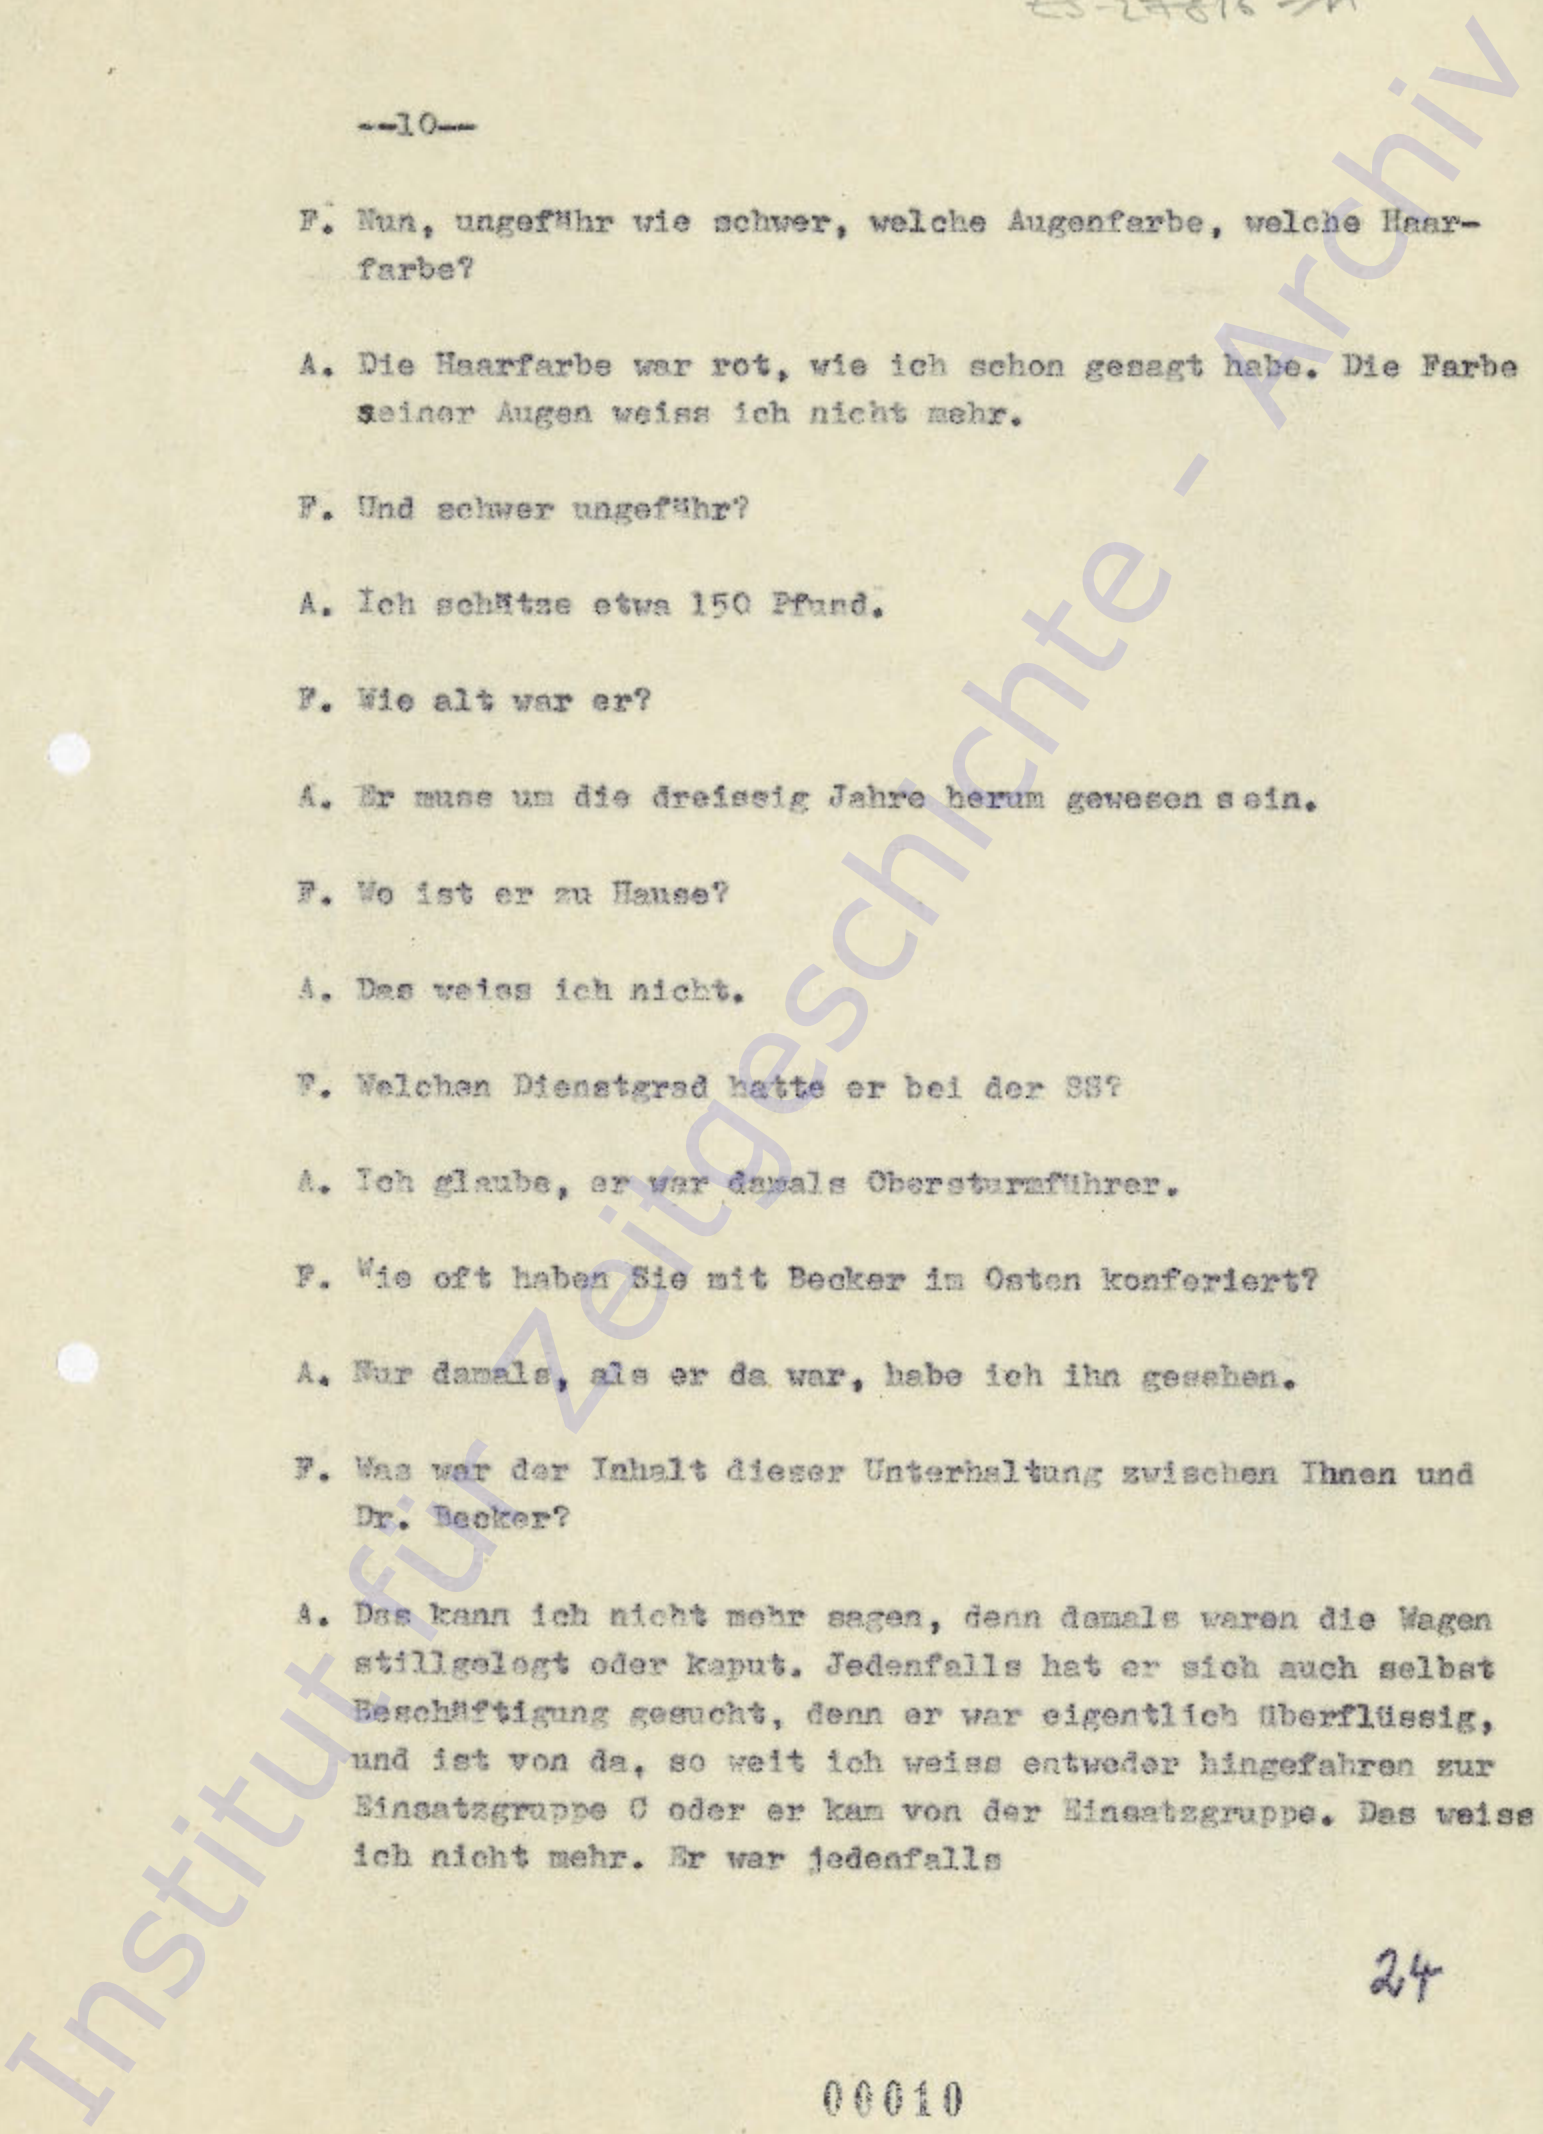 --10--
F. Nun, ungefähr wie schwer, welche Augenfarbe, welche Haar-
farbe?
A. Die Haarfarbe war rot, wie ich schon gesagt habe. Die Farbe
seiner Augen weiss ich nicht mehr.
F. Und schwer ungefähr?
A. Ich schätze etwa 150 Pfund.
F. Wie alt war er?
A. Er muss um die dreissig Jahre herum gewesen sein.
F. Wo ist er zu Hause?
A. Das weiss ich nicht.
F. Welchen Dienstgrad hatte er bei der SS?
A. Ich glaube, er war damals Obersturmführer.
F. Wie oft haben Sie mit Becker im Osten konferiert?
A. Nur damals, als er da war, habe ich ihn gesehen.
F. Was war der Inhalt dieser Unterhaltung zwischen Ihnen und
Dr. Becker?
A. Das kann ich nicht mehr sagen, denn damals waren die Wagen
stillgelegt oder kaput. Jedenfalls hat er sich auch selbst
Beschäftigung gesucht, denn er war eigentlich überflüssig,
und ist von da, so weit ich weiss entweder hingefahren zur
Einsatzgruppe C oder er kam von der Einsatzgruppe. Das weiss
ich nicht mehr. Er war jedenfalls
24
00010
Institut für Zeitgeschichte - Archiv